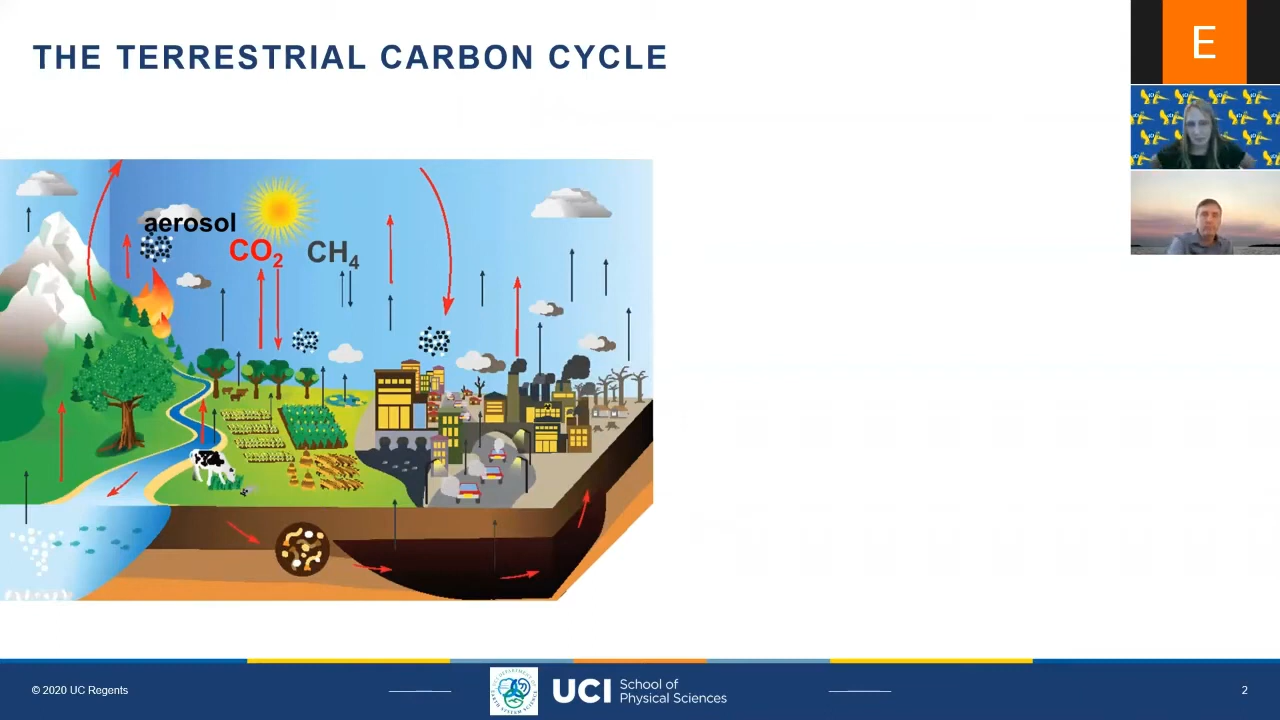 THE TERRESTRIAL CARBON CYCLE
E
aerosol
CO₂ CH₄
© 2020 UC Regents
UCI School of
Physical Sciences
2